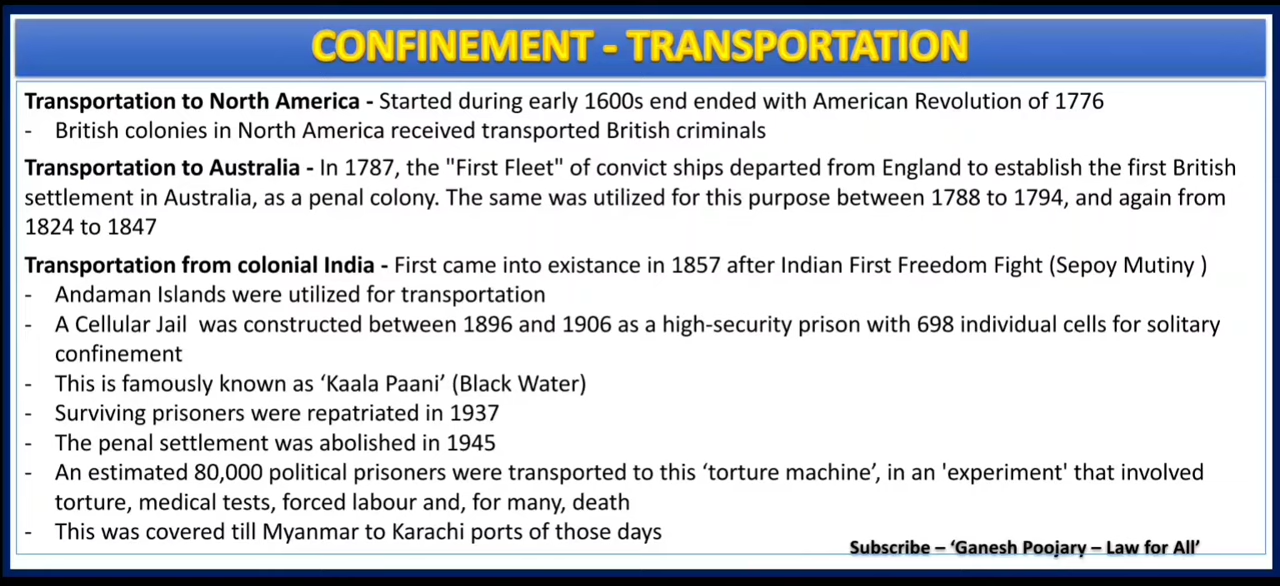 CONFINEMENT - TRANSPORTATION
Transportation to North America - Started during early 1600s end ended with American Revolution of 1776
- British colonies in North America received transported British criminals
Transportation to Australia - In 1787, the "First Fleet" of convict ships departed from England to establish the first British
settlement in Australia, as a penal colony. The same was utilized for this purpose between 1788 to 1794, and again from
1824 to 1847
Transportation from colonial India - First came into existance in 1857 after Indian First Freedom Fight (Sepoy Mutiny )
- Andaman Islands were utilized for transportation
- A Cellular Jail was constructed between 1896 and 1906 as a high-security prison with 698 individual cells for solitary
confinement
- This is famously known as ‘Kaala Paani’ (Black Water)
- Surviving prisoners were repatriated in 1937
- The penal settlement was abolished in 1945
- An estimated 80,000 political prisoners were transported to this ‘torture machine’, in an 'experiment' that involved
torture, medical tests, forced labour and, for many, death
- This was covered till Myanmar to Karachi ports of those days
Subscribe – ‘Ganesh Poojary – Law for All’